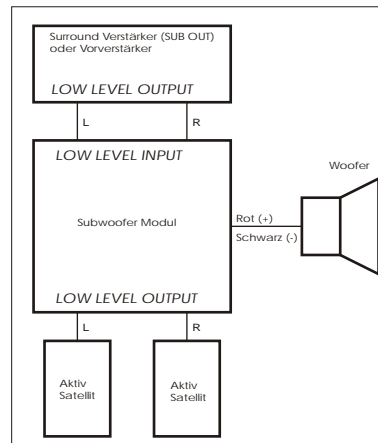 Surround Verstärker (SUB OUT)
oder Vorverstärker
LOW LEVEL OUTPUT
L
R
LOW LEVEL INPUT
Woofer
Subwoofer Modul
Rot (+)
Schwarz (-)
LOW LEVEL OUTPUT
L
R
Aktiv
Satellit
Aktiv
Satellit